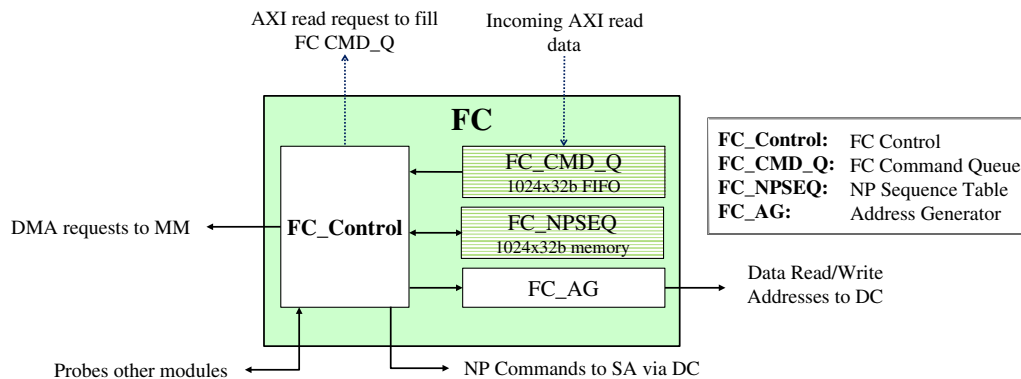 AXI read request to fill
FC CMD_Q
Incoming AXI read
data
FC
FC_CMD_Q
1024x32b FIFO
FC_Control
FC_NPSEQ
1024x32b memory
FC_AG
DMA requests to MM
Data Read/Write
Addresses to DC
Probes other modules
NP Commands to SA via DC
FC_Control: FC Control
FC_CMD_Q: FC Command Queue
FC_NPSEQ: NP Sequence Table
FC_AG: Address Generator